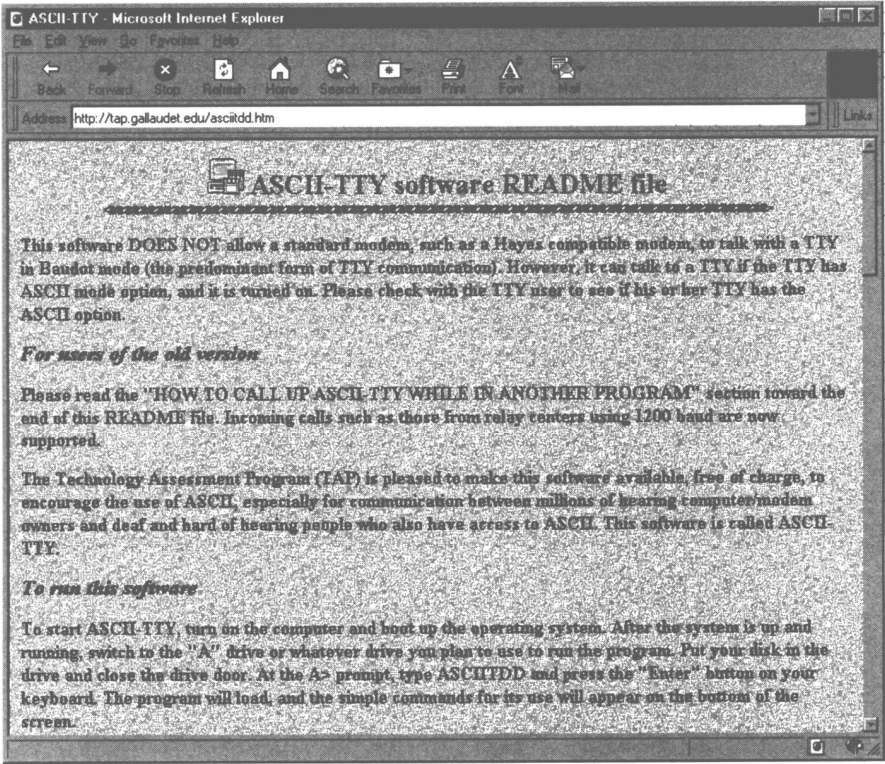 ASCII-TTY - Microsoft Internet Explorer
File Edit View Go Favorites Help
Back Forward Stop Refresh Home Search Favorites Print Font Mail
Address http://tap.gallaudet.edu/asciitdd.htm Links
ASCII-TTY software README file
This software DOES NOT allow a standard modem, such as a Hayes compatible modem, to talk with a TTY
in Baudot mode (the predominant form of TTY communication). However, it can talk to a TTY if the TTY has
ASCII mode option, and it is turned on. Please check with the TTY user to see if his or her TTY has the
ASCII option.
For users of the old version
Please read the "HOW TO CALL UP ASCII-TTY WHILE IN ANOTHER PROGRAM" section toward the
end of this README file. Incoming calls such as those from relay centers using 1200 baud are now
supported.
The Technology Assessment Program (TAP) is pleased to make this software available, free of charge, to
encourage the use of ASCII, especially for communication between millions of hearing computer/modem
owners and deaf and hard of hearing people who also have access to ASCII. This software is called ASCII-
TTY.
To run this software
To start ASCII-TTY, turn on the computer and boot up the operating system. After the system is up and
running, switch to the "A" drive or whatever drive you plan to use to run the program. Put your disk in the
drive and close the drive door. At the A> prompt, type ASCIITDD and press the "Enter" button on your
keyboard. The program will load, and the simple commands for its use will appear on the bottom of the
screen.